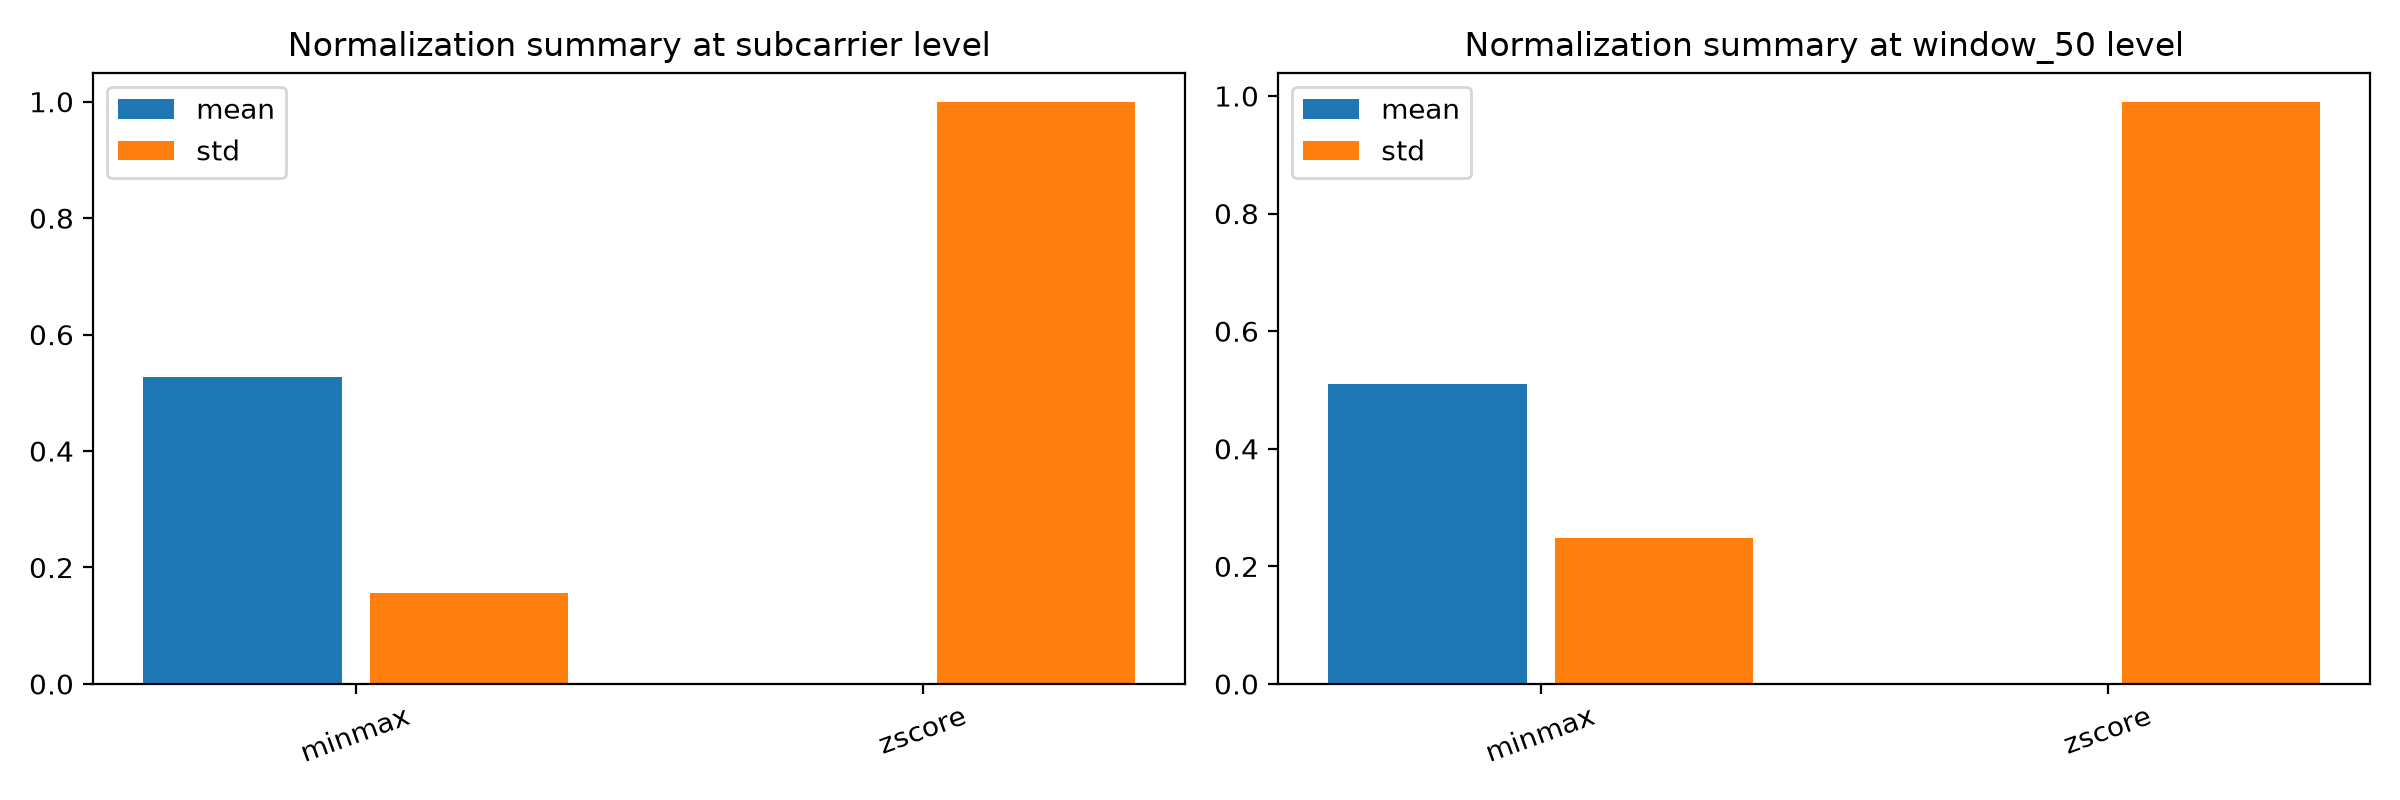 Normalization summary at subcarrier level
mean
std
1.0
0.8
0.6
0.4
0.2
0.0
minmax
zscore
Normalization summary at window_50 level
mean
std
1.0
0.8
0.6
0.4
0.2
0.0
minmax
zscore